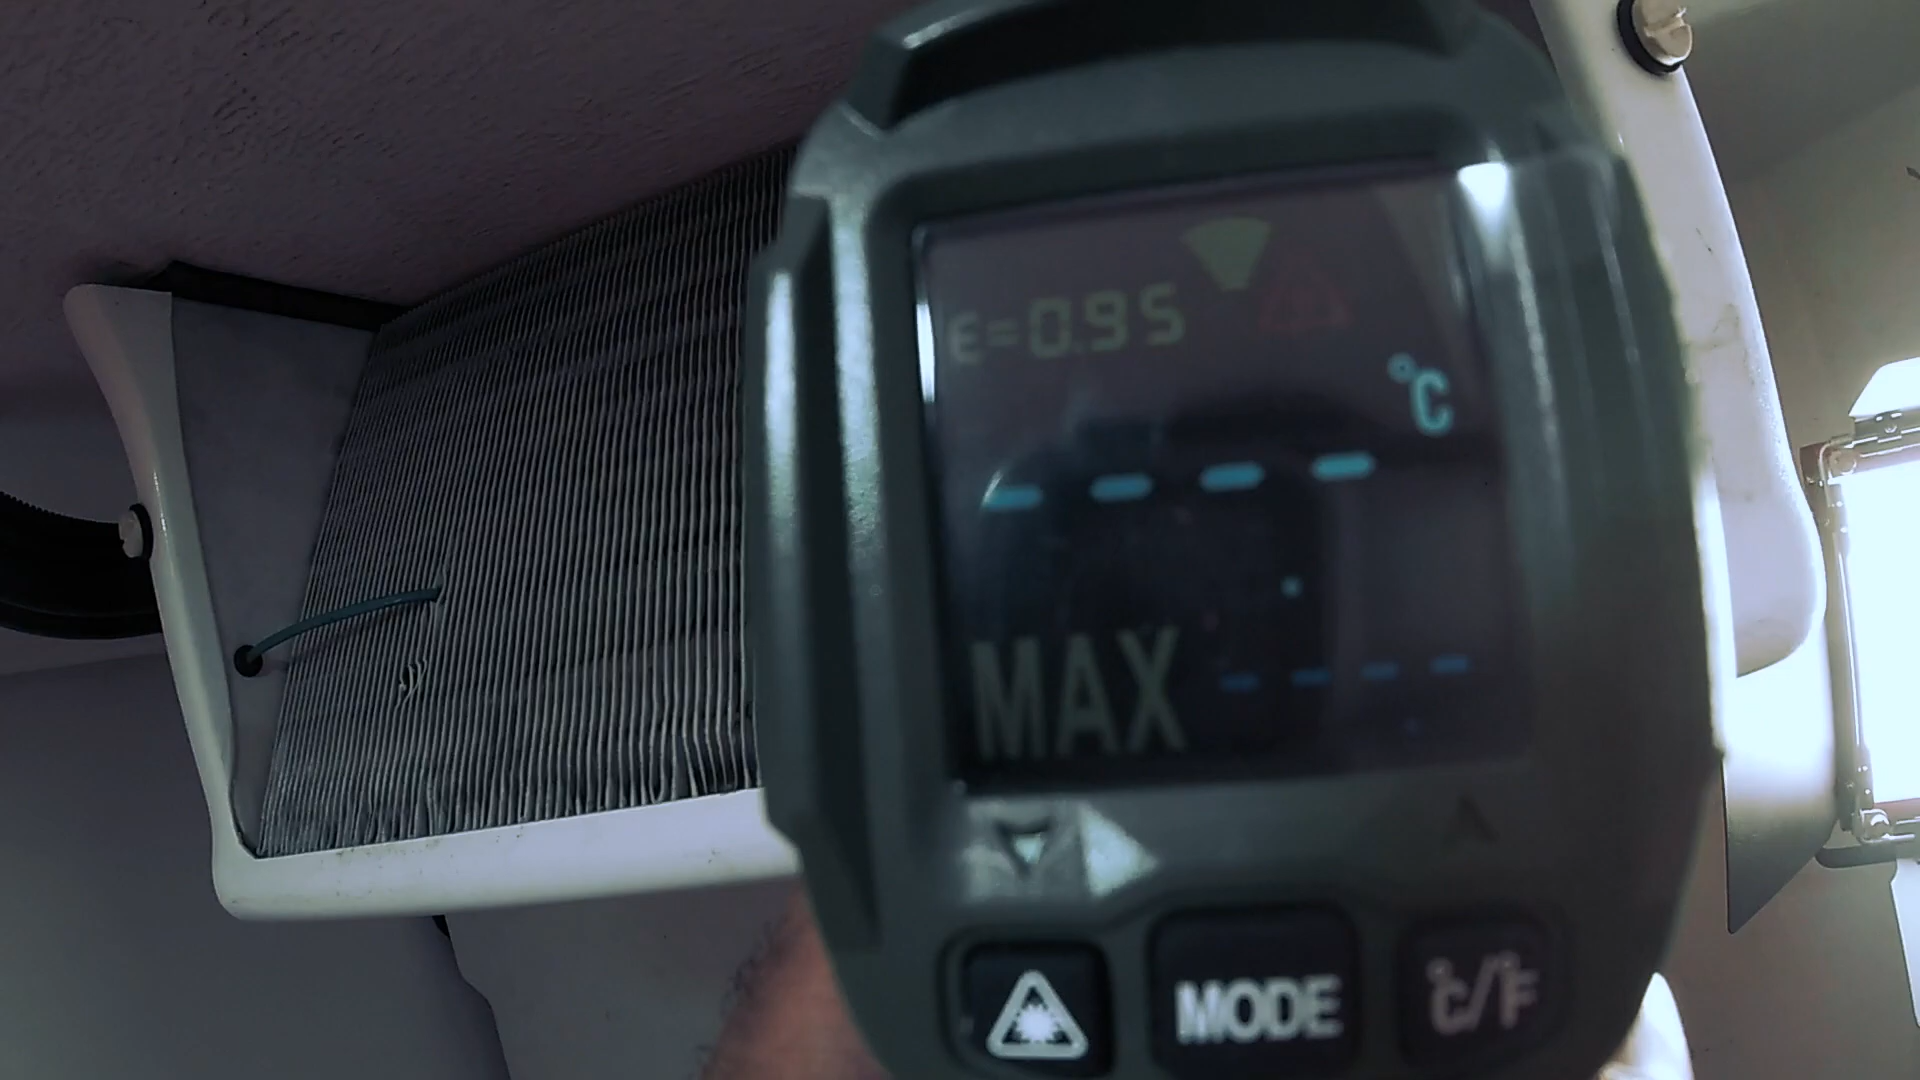 ε=0.95
°C
- - - -
MAX - - - -
MODE
°C/°F